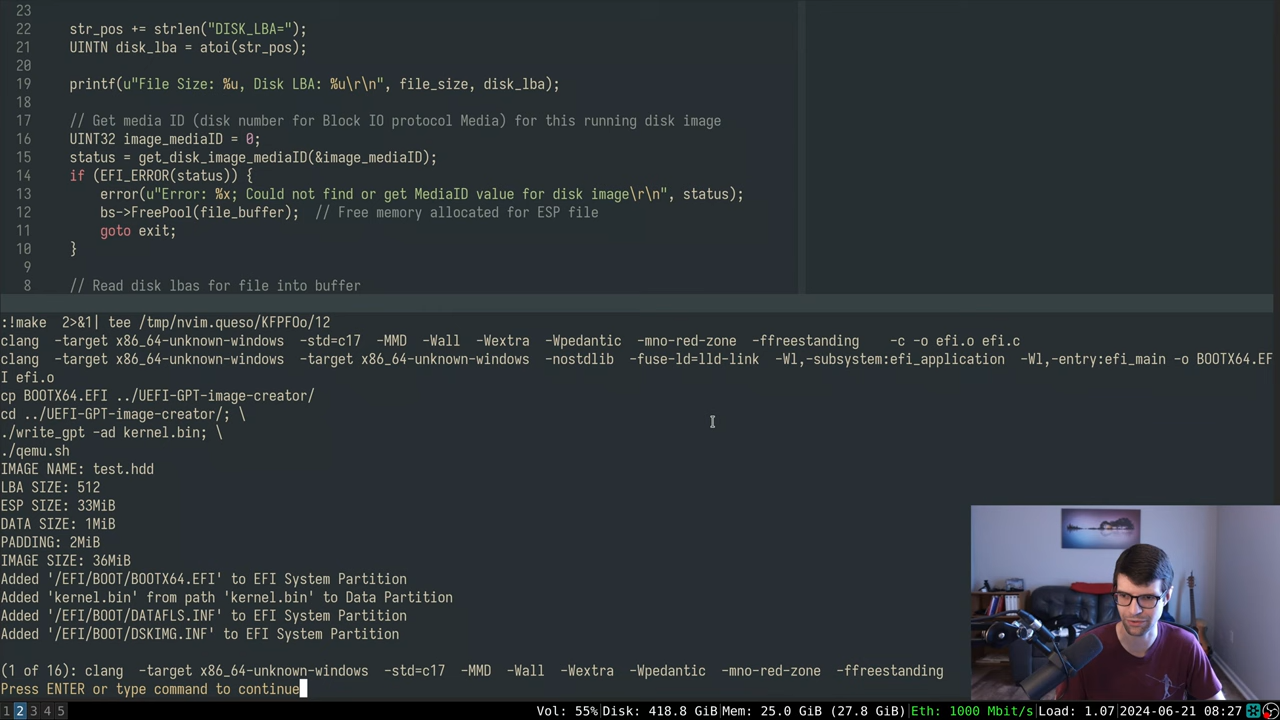 23
22 str_pos += strlen("DISK_LBA=");
21 UINTN disk_lba = atoi(str_pos);
20
19 printf(u"File Size: %u, Disk LBA: %u\r\n", file_size, disk_lba);
18
17 // Get media ID (disk number for Block IO protocol Media) for this running disk image
16 UINT32 image_mediaID = 0;
15 status = get_disk_image_mediaID(&image_mediaID);
14 if (EFI_ERROR(status)) {
13 error(u"Error: %x; Could not find or get MediaID value for disk image\r\n", status);
12 bs->FreePool(file_buffer); // Free memory allocated for ESP file
11 goto exit;
10 }
9
8 // Read disk lbas for file into buffer
:!make 2>&1| tee /tmp/nvim.queso/KFPFOo/12
clang -target x86_64-unknown-windows -std=c17 -MMD -Wall -Wextra -Wpedantic -mno-red-zone -ffreestanding -c -o efi.o efi.c
clang -target x86_64-unknown-windows -target x86_64-unknown-windows -nostdlib -fuse-ld=lld-link -Wl,-subsystem:efi_application -Wl,-entry:efi_main -o BOOTX64.EF
I efi.o
cp BOOTX64.EFI ../UEFI-GPT-image-creator/
cd ../UEFI-GPT-image-creator/; \
./write_gpt -ad kernel.bin; \
./qemu.sh
IMAGE NAME: test.hdd
LBA SIZE: 512
ESP SIZE: 33MiB
DATA SIZE: 1MiB
PADDING: 2MiB
IMAGE SIZE: 36MiB
Added '/EFI/BOOT/BOOTX64.EFI' to EFI System Partition
Added 'kernel.bin' from path 'kernel.bin' to Data Partition
Added '/EFI/BOOT/DATAFLS.INF' to EFI System Partition
Added '/EFI/BOOT/DSKIMG.INF' to EFI System Partition
(1 of 16): clang -target x86_64-unknown-windows -std=c17 -MMD -Wall -Wextra -Wpedantic -mno-red-zone -ffreestanding
Press ENTER or type command to continue
1 2 3 4 5 Vol: 55% Disk: 418.8 GiB Mem: 25.0 GiB (27.8 GiB) Eth: 1000 Mbit/s Load: 1.07 2024-06-21 08:27